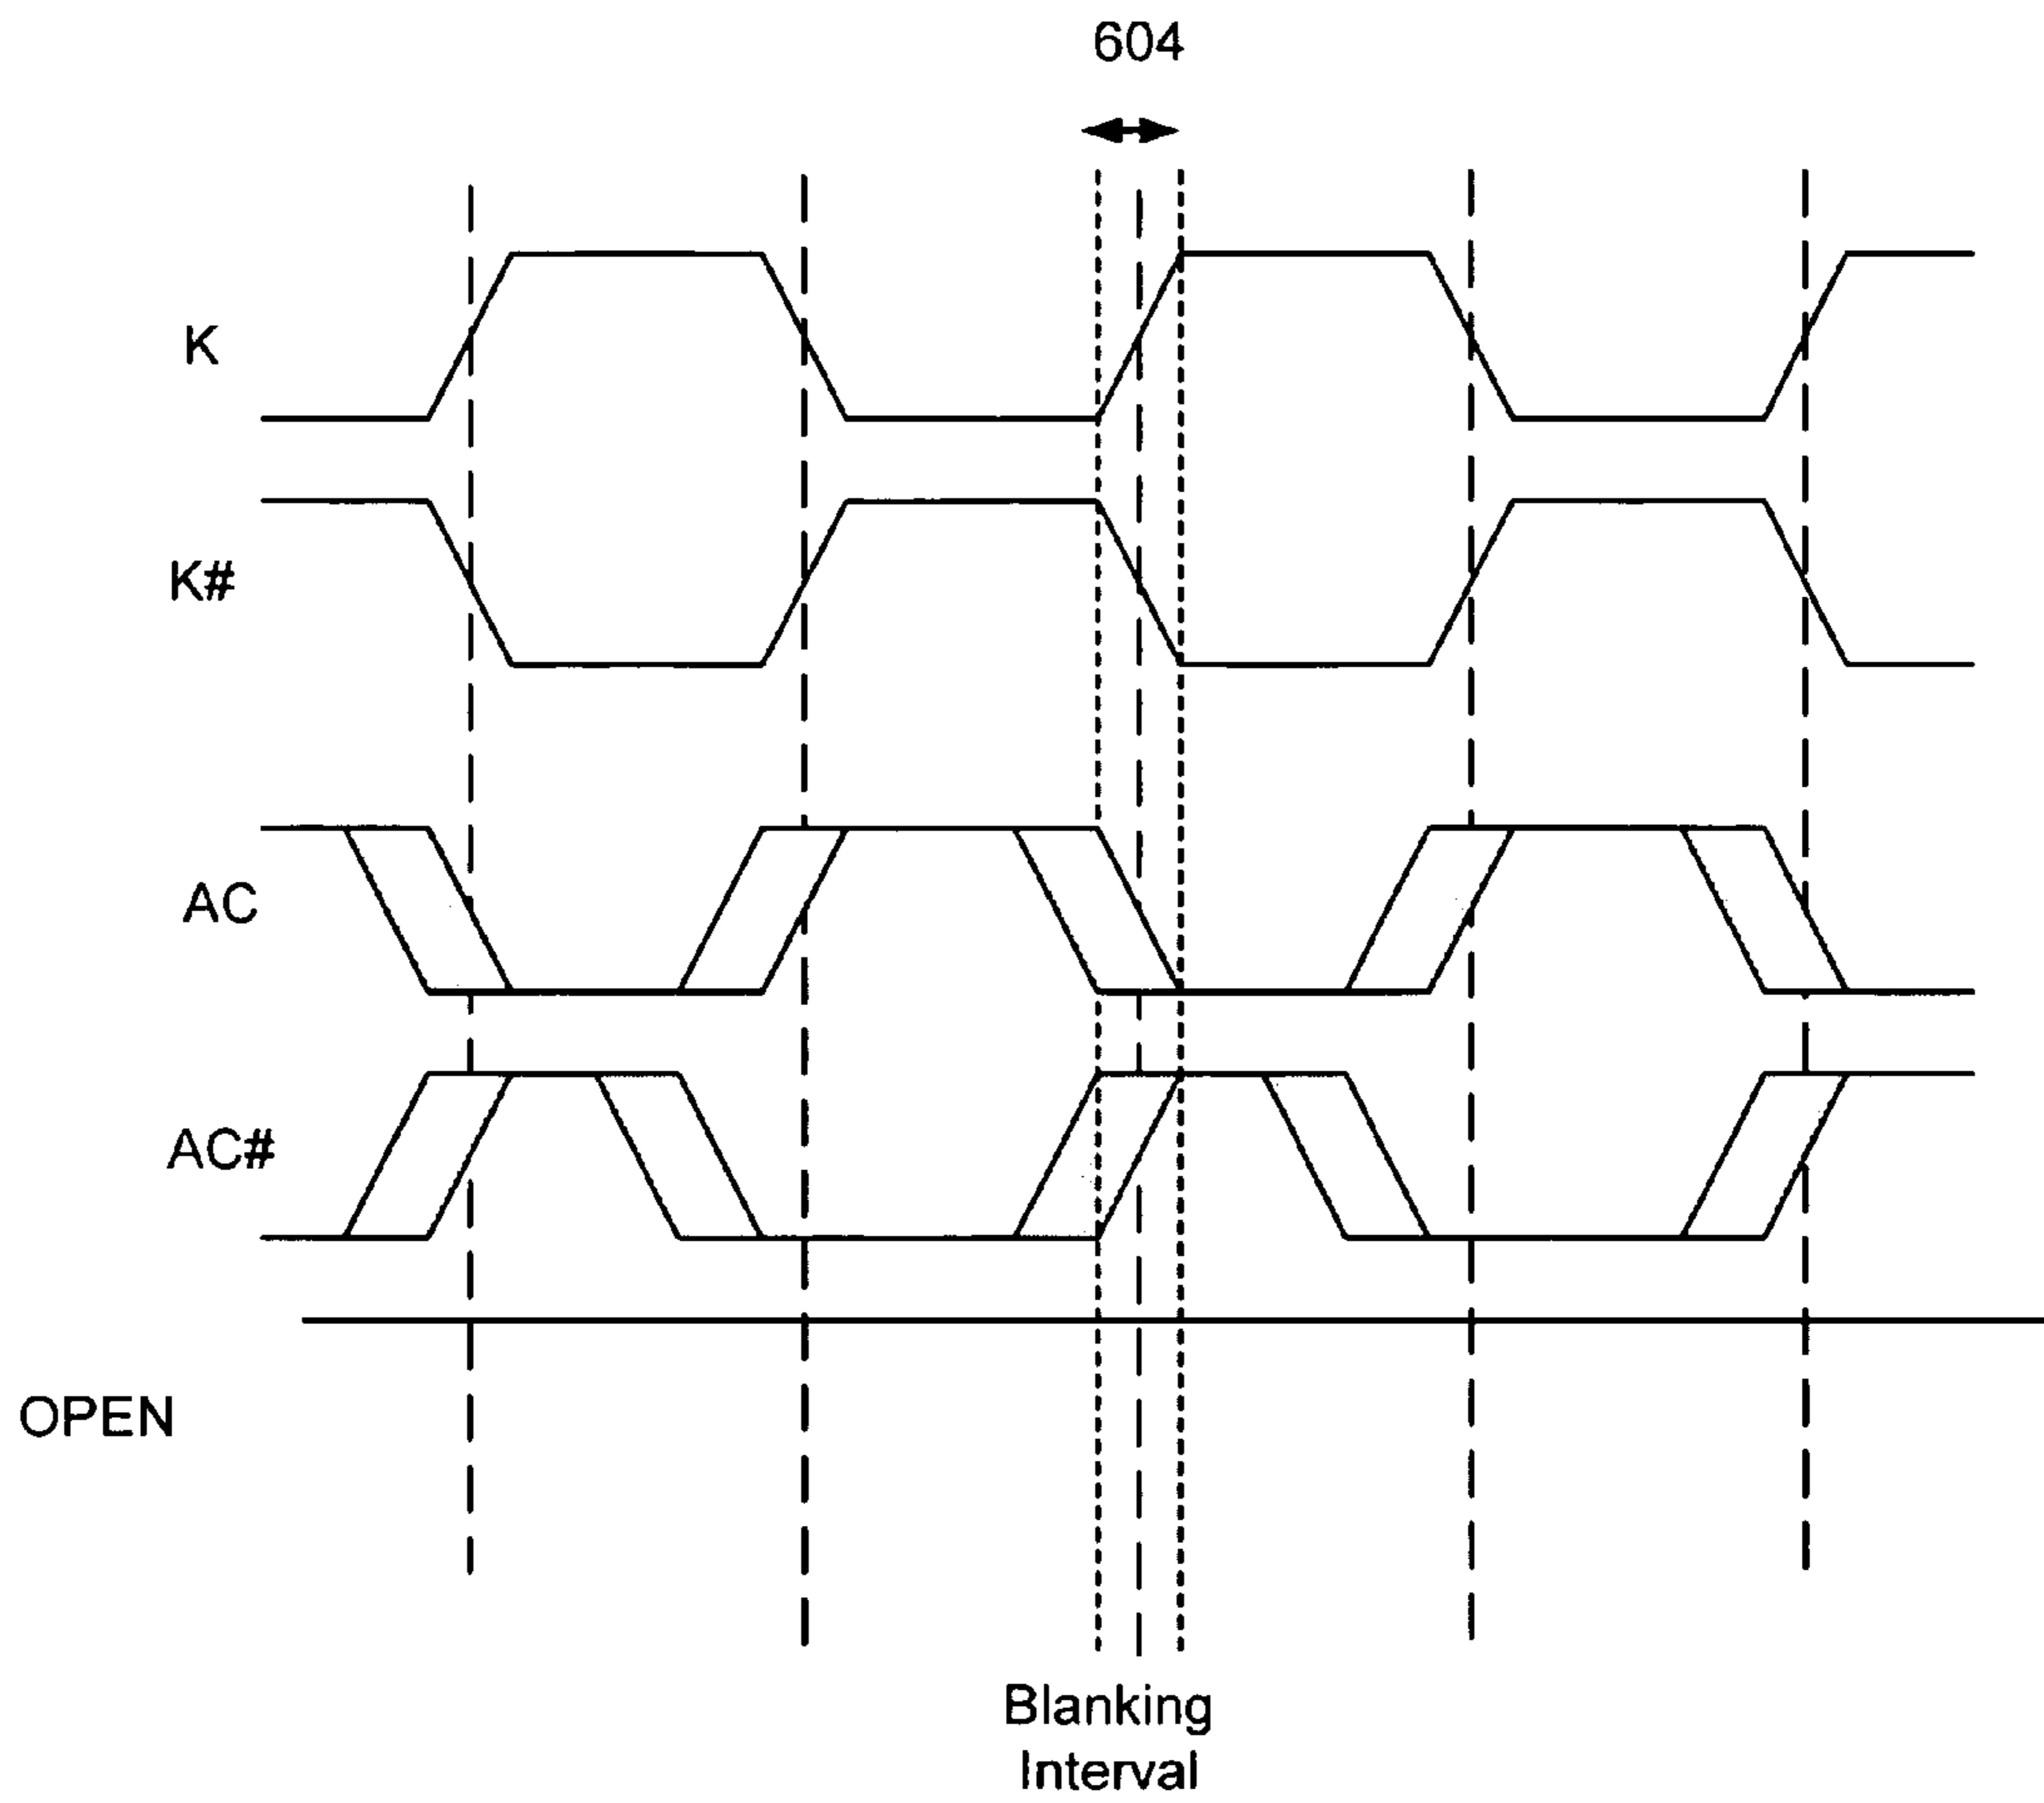 604
K
K#
AC
AC#
OPEN
Blanking
Interval